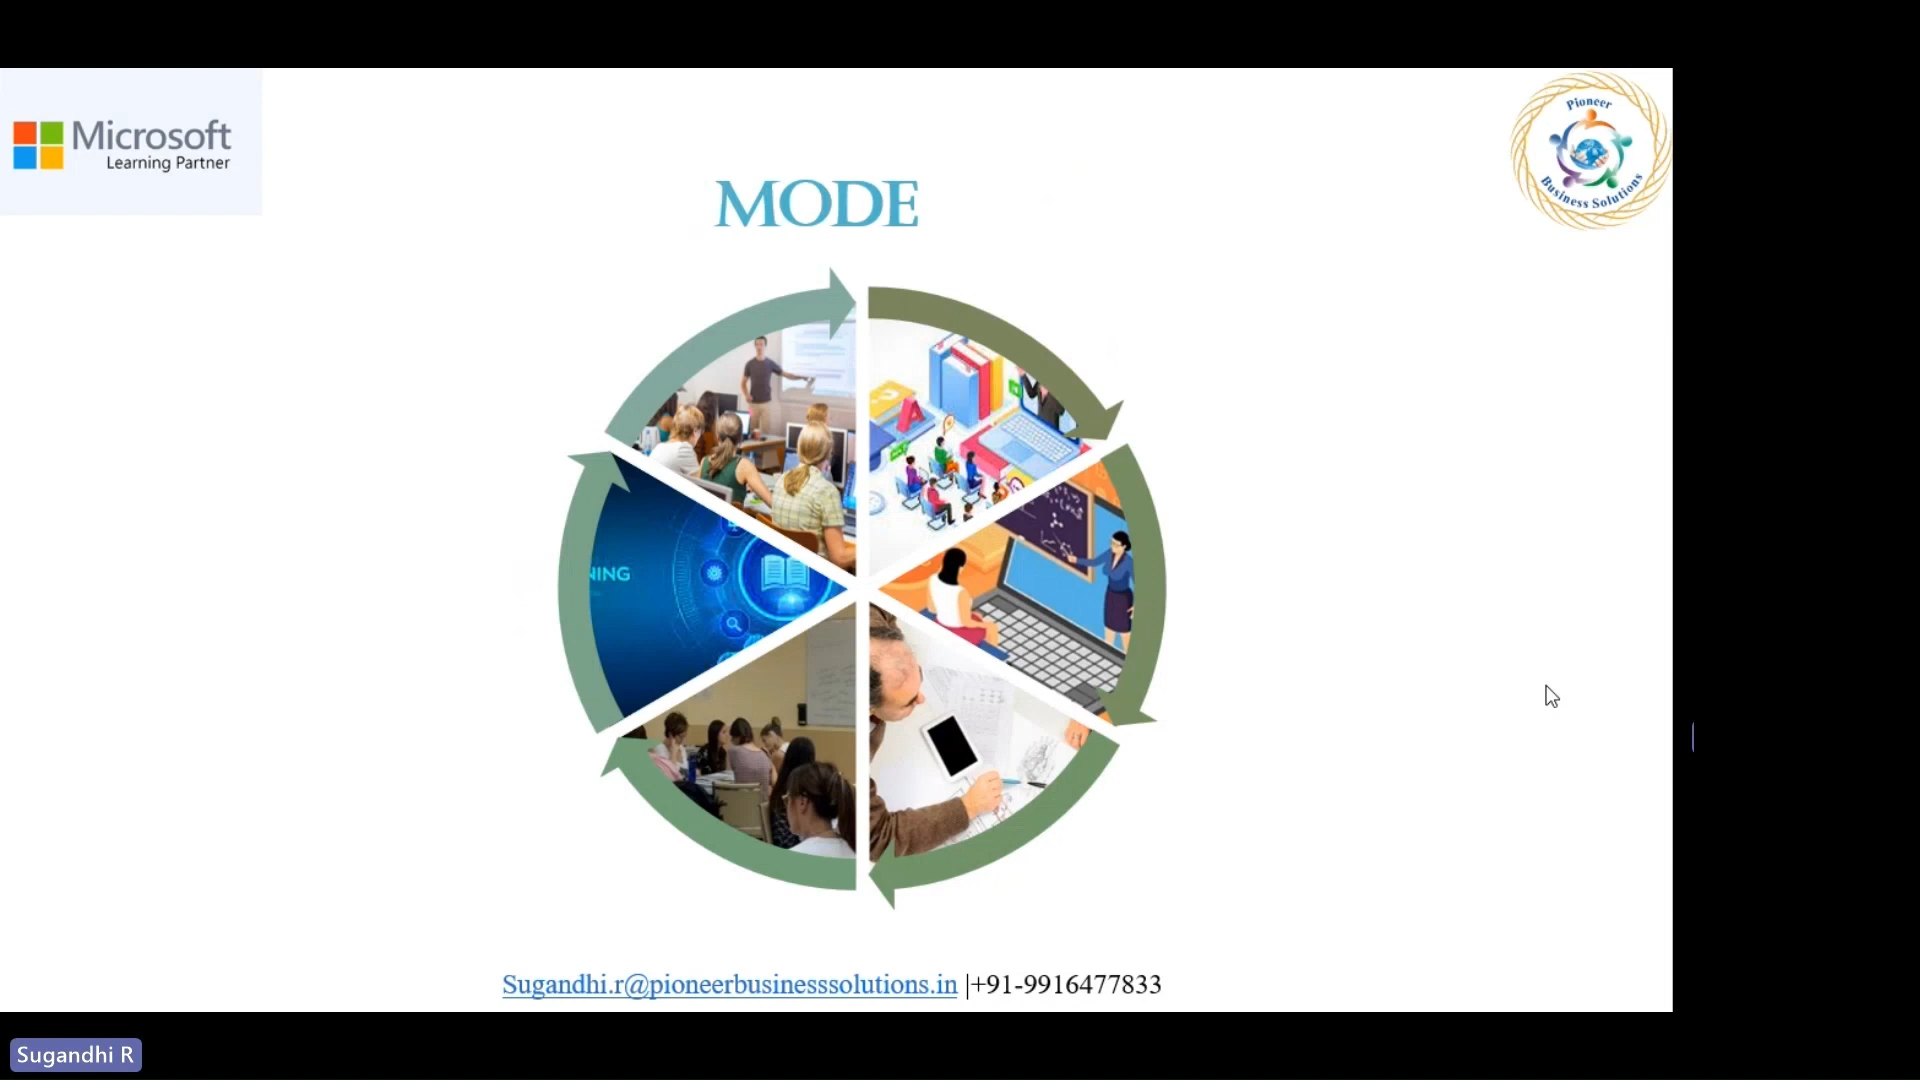 Microsoft
Learning Partner
Pioneer
Business Solutions
MODE
NING
Sugandhi.r@pioneerbusinesssolutions.in |+91-9916477833
Sugandhi R